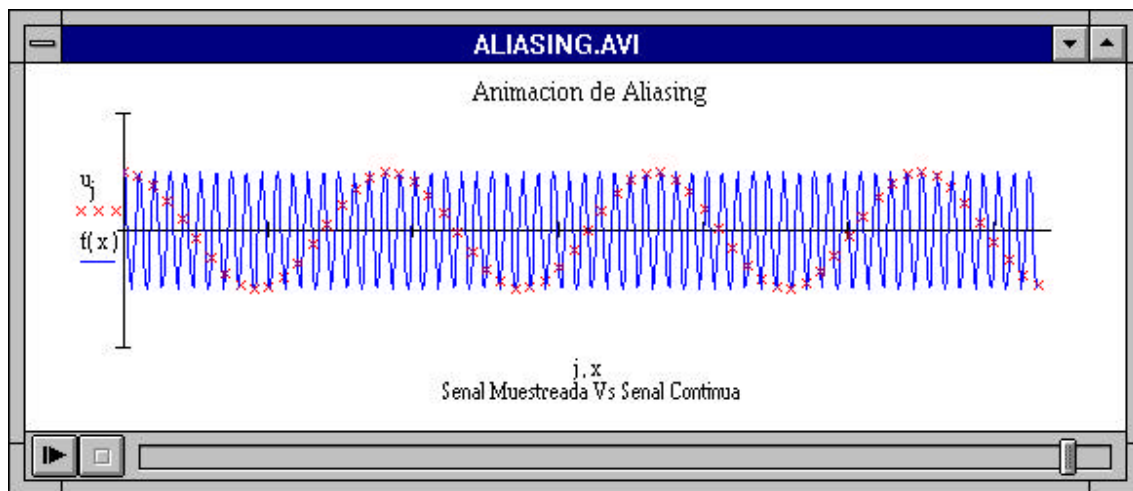 ALIASING.AVI
Animacion de Aliasing
u j
f( x )
j , x
Senal Muestreada Vs Senal Continua